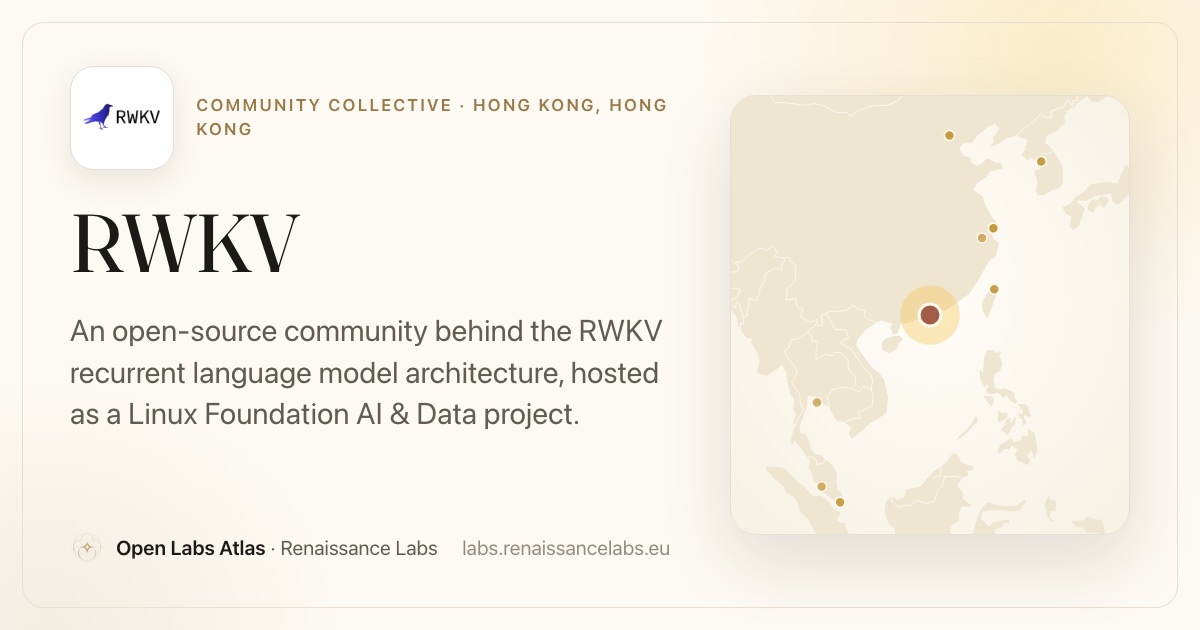 RWKV
COMMUNITY COLLECTIVE · HONG KONG, HONG
KONG
RWKV
An open-source community behind the RWKV
recurrent language model architecture, hosted
as a Linux Foundation AI & Data project.
Open Labs Atlas · Renaissance Labs labs.renaissancelabs.eu